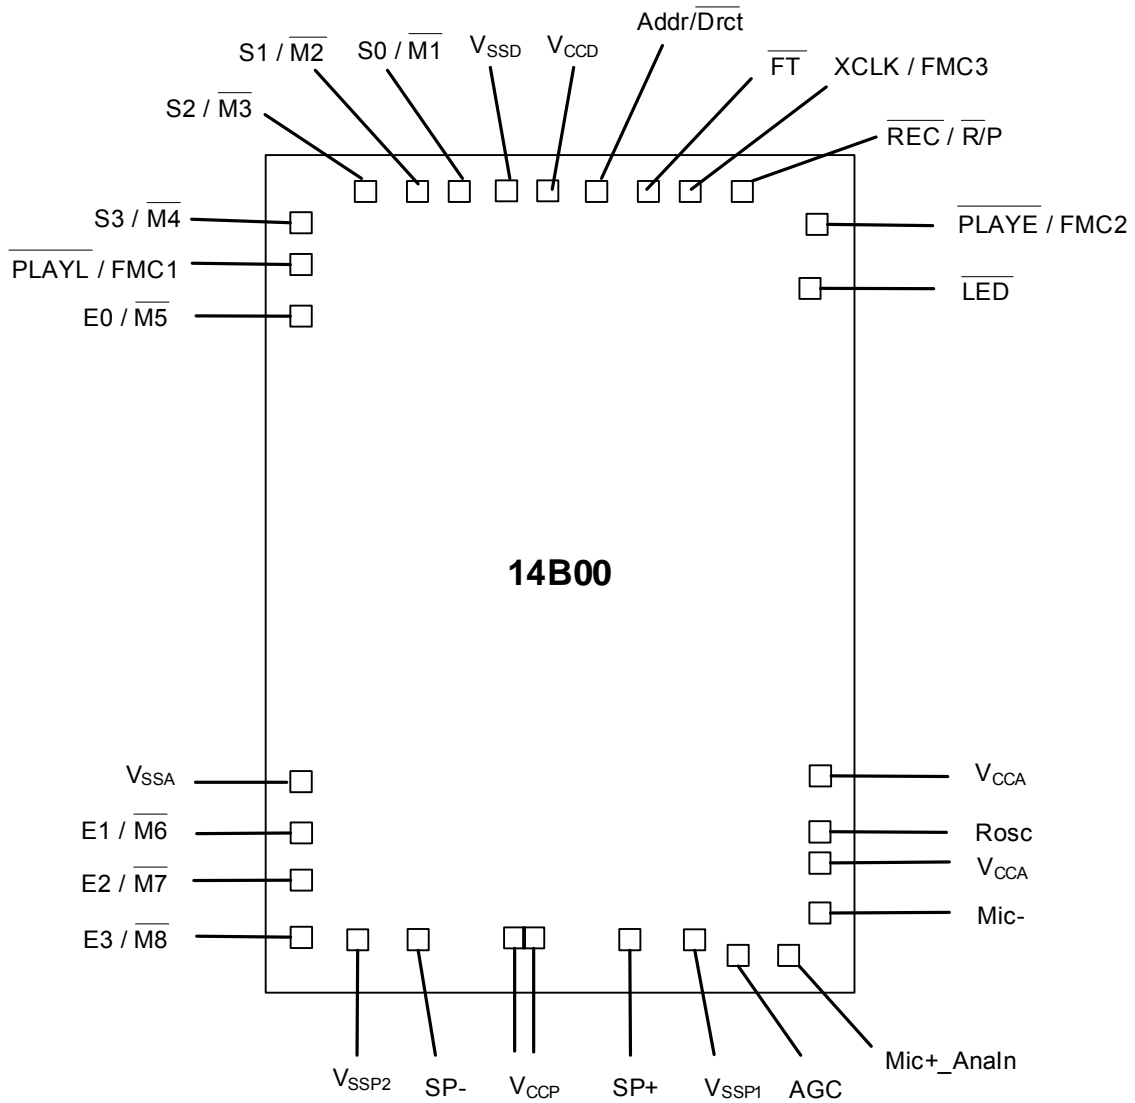 Addr/Drct
S1 / M2
S0 / M1
VSSD
VCCD
FT
XCLK / FMC3
S2 / M3
REC / R/P
S3 / M4
PLAYE / FMC2
PLAYL / FMC1
LED
E0 / M5
14B00
VSSA
VCCA
E1 / M6
Rosc
VCCA
E2 / M7
Mic-
E3 / M8
Mic+_AnaIn
VSSP2
SP-
VCCP
SP+
VSSP1
AGC